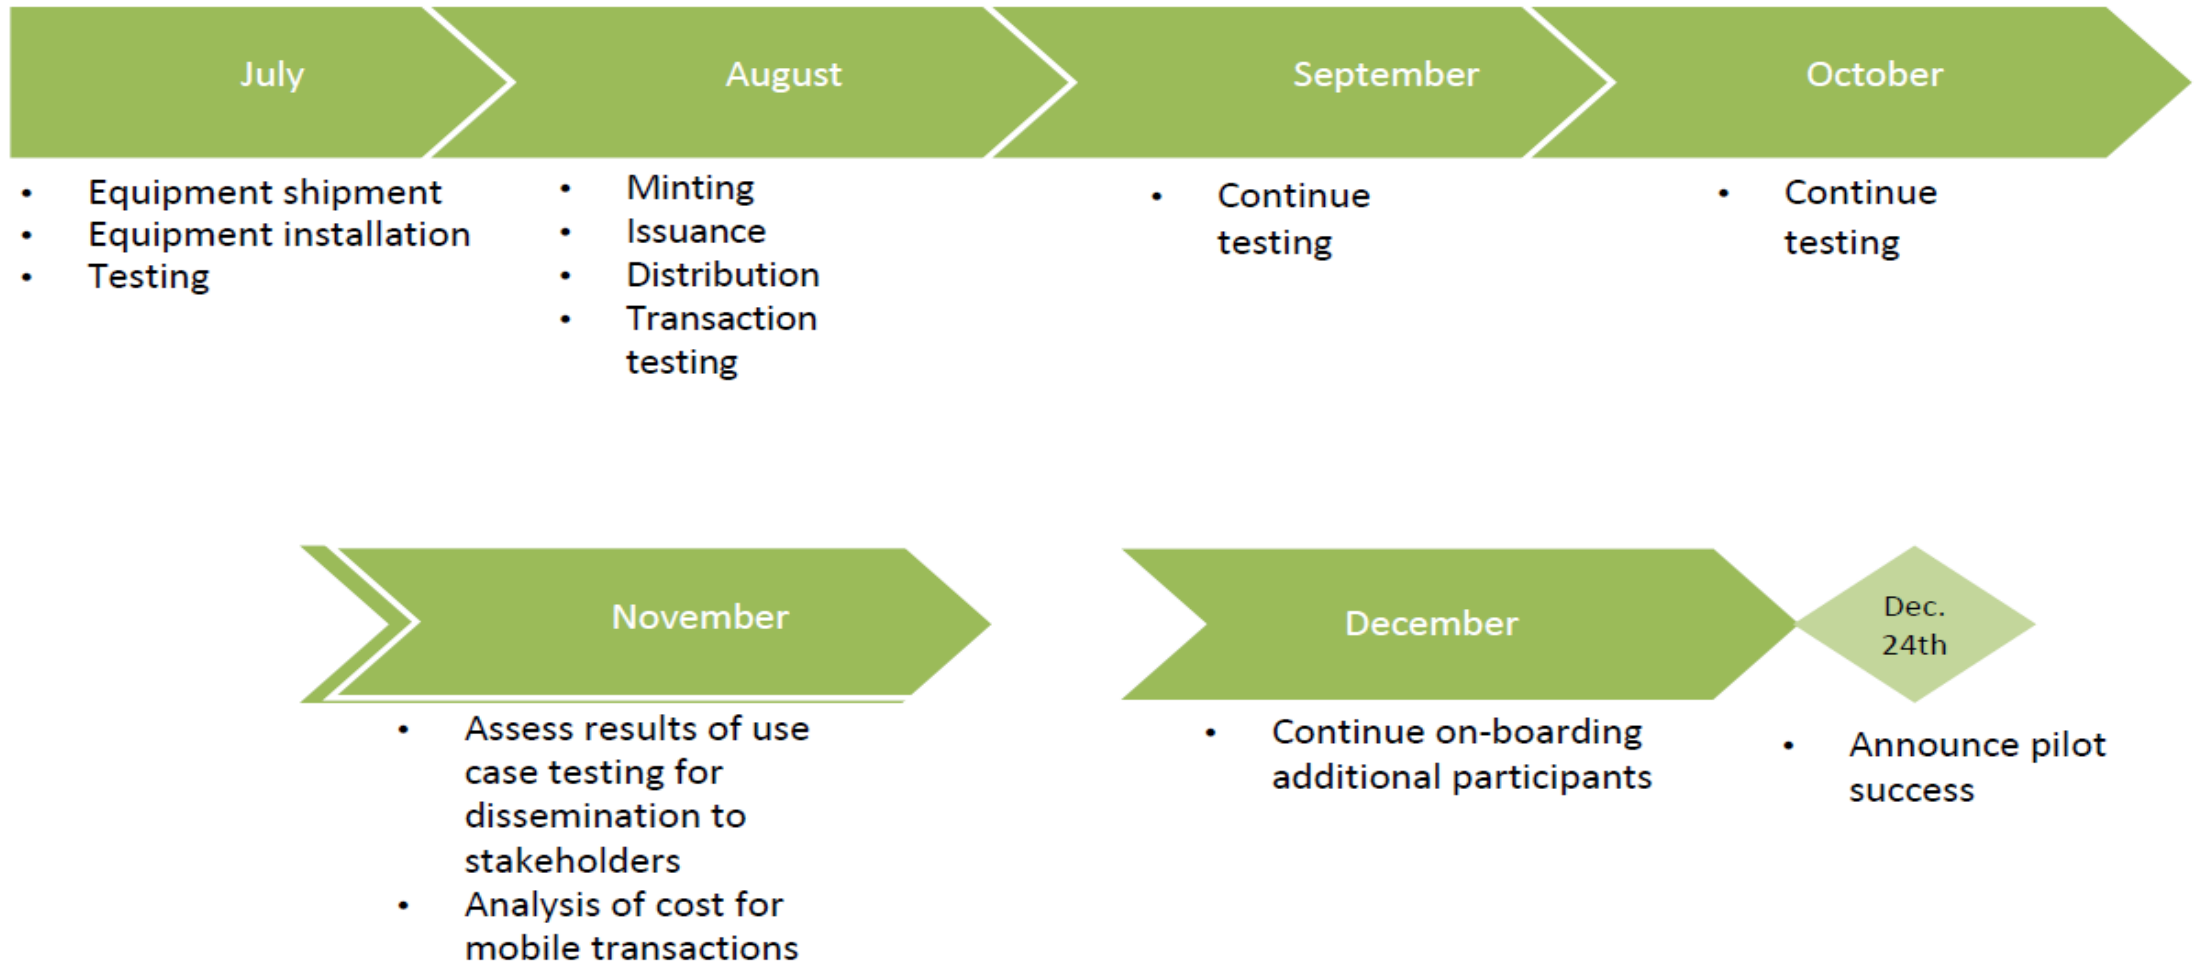 July
August
September
October
• Equipment shipment
• Equipment installation
• Testing
• Minting
• Issuance
• Distribution
• Transaction
testing
• Continue
testing
• Continue
testing
November
December
Dec.
24th
• Assess results of use
case testing for
dissemination to
stakeholders
• Analysis of cost for
mobile transactions
• Continue on-boarding
additional participants
• Announce pilot
success